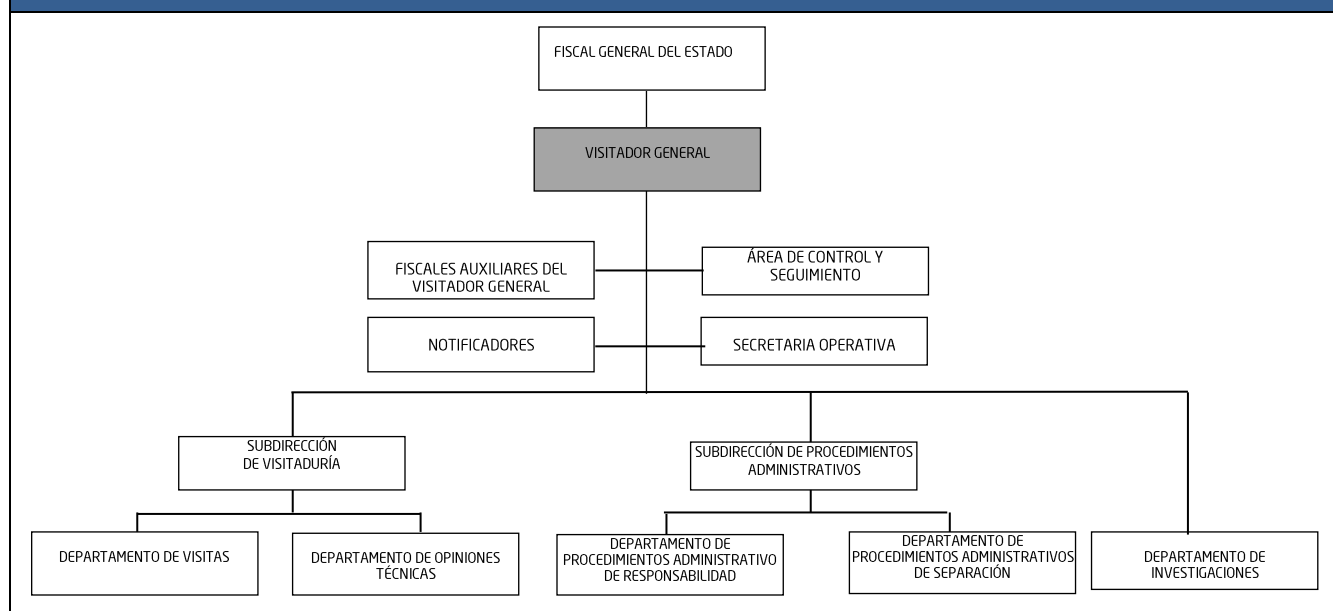 FISCAL GENERAL DEL ESTADO
VISITADOR GENERAL
FISCALES AUXILIARES DEL
VISITADOR GENERAL
ÁREA DE CONTROL Y
SEGUIMIENTO
NOTIFICADORES
SECRETARIA OPERATIVA
SUBDIRECCIÓN
DE VISITADURÍA
SUBDIRECCIÓN DE PROCEDIMIENTOS
ADMINISTRATIVOS
DEPARTAMENTO DE VISITAS
DEPARTAMENTO DE OPINIONES
TÉCNICAS
DEPARTAMENTO DE
PROCEDIMIENTOS ADMINISTRATIVO
DE RESPONSABILIDAD
DEPARTAMENTO DE
PROCEDIMIENTOS ADMINISTRATIVOS
DE SEPARACIÓN
DEPARTAMENTO DE
INVESTIGACIONES